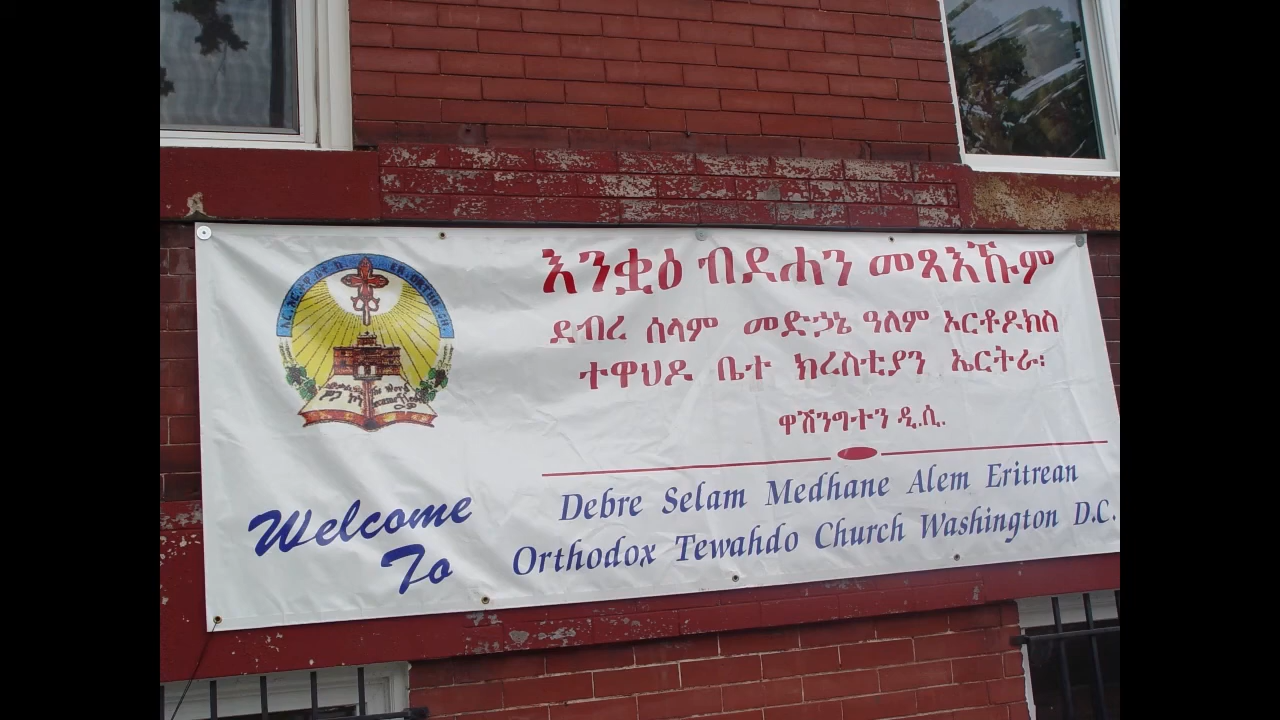 እንቋዕ ብደሐን መጻእኹም
ደብረ ሰላም መድኃኔ ዓለም ኦርቶዶክስ
ተዋህዶ ቤተ ክረስቲያን ኤርትራ፡
ዋሽንግተን ዲ.ሲ.
Welcome
To
Debre Selam Medhane Alem Eritrean
Orthodox Tewahdo Church Washington D.C.